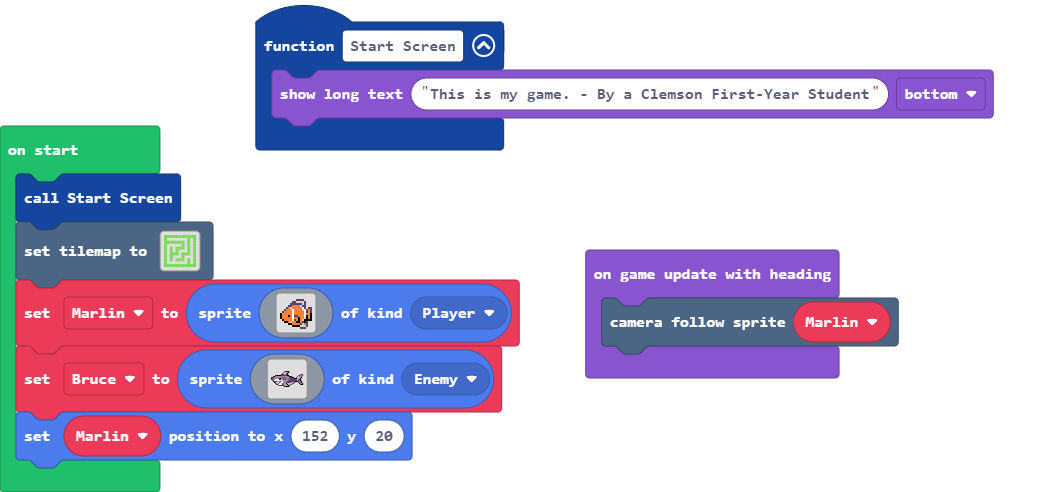 function Start Screen
show long text "This is my game. - By a Clemson First-Year Student" bottom
on start
call Start Screen
set tilemap to
set Marlin to sprite of kind Player
set Bruce to sprite of kind Enemy
set Marlin position to x 152 y 20
on game update with heading
camera follow sprite Marlin